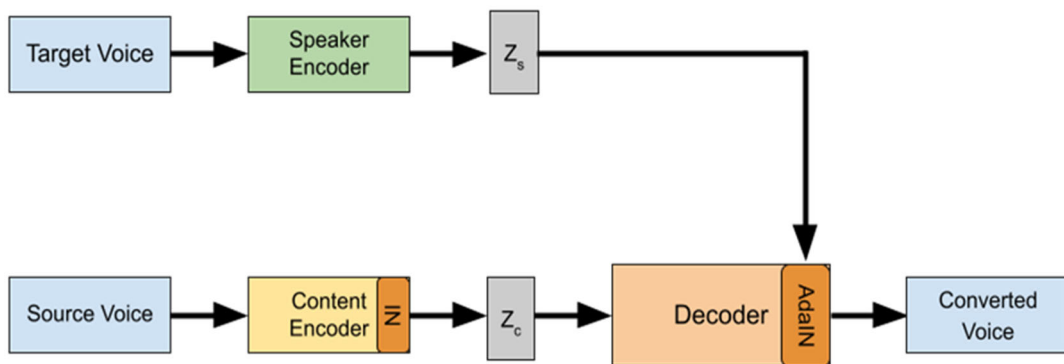 Target Voice
Speaker
Encoder
Zs
Source Voice
Content
Encoder
IN
Zc
Decoder
AdaIN
Converted
Voice